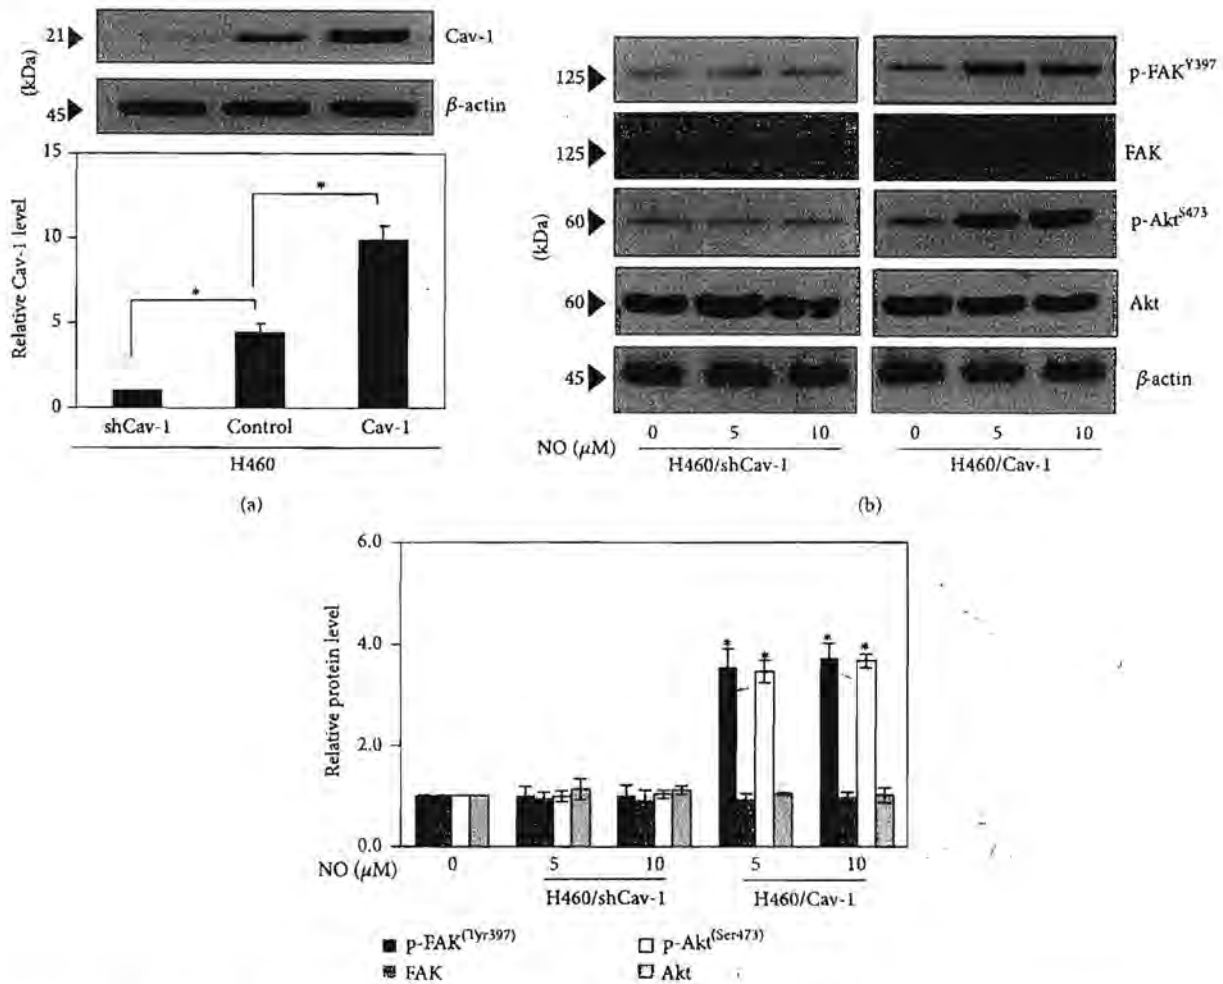 21
Cav-1
(kDa)
45
β-actin
15
10
5
0
Relative Cav-1 level
*
*
shCav-1 Control Cav-1
H460
(a)
125
p-FAK^Y397
125
FAK
(kDa)
60
p-Akt^S473
60
Akt
45
β-actin
NO (μM) 0 5 10 0 5 10
H460/shCav-1 H460/Cav-1
(b)
6.0
4.0
2.0
0.0
Relative protein level
* * * *
NO (μM) 0 5 10 5 10
H460/shCav-1 H460/Cav-1
p-FAK^(Tyr397) p-Akt^(Ser473)
FAK Akt